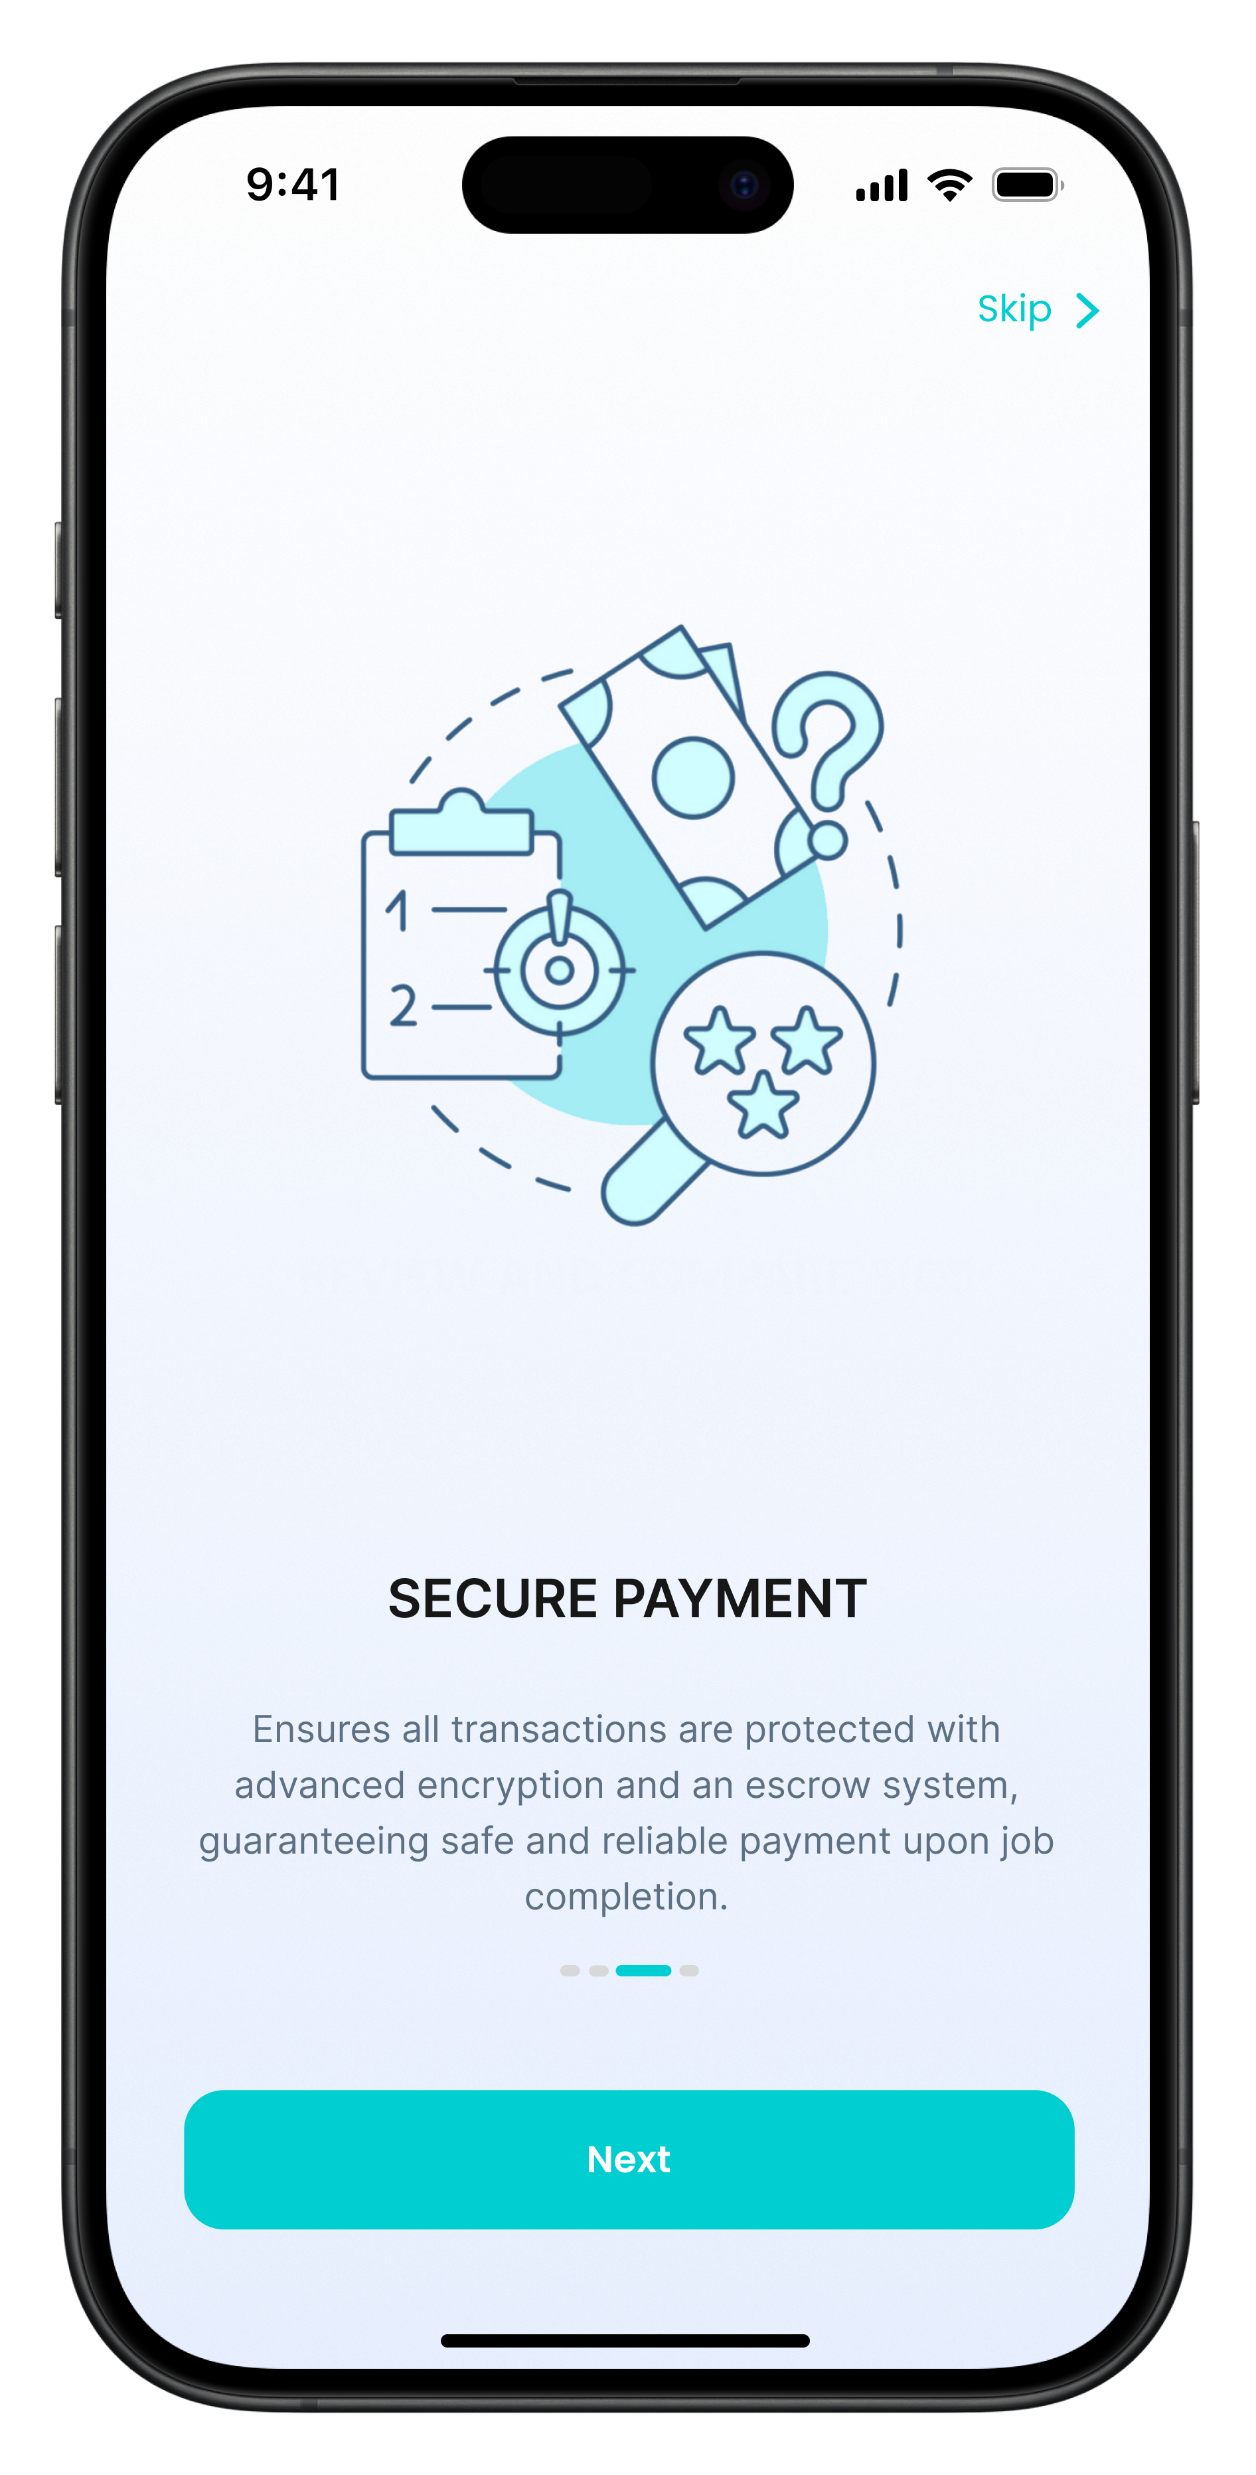 9:41
Skip
1
2
SECURE PAYMENT
Ensures all transactions are protected with
advanced encryption and an escrow system,
guaranteeing safe and reliable payment upon job
completion.
Next